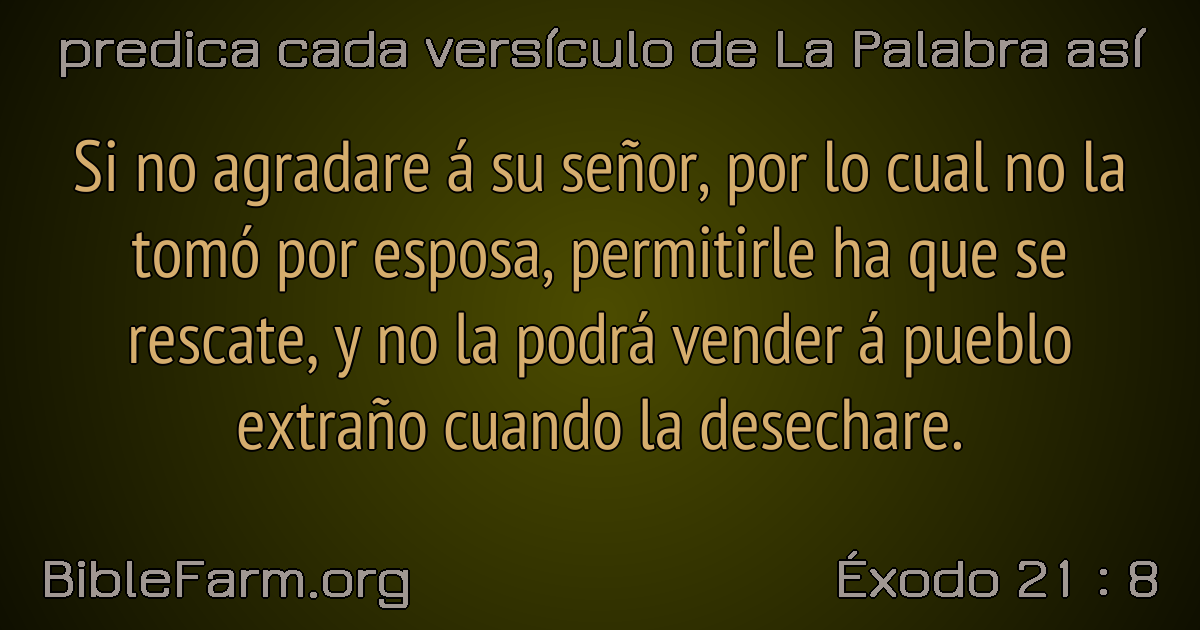 predica cada versículo de La Palabra así
Si no agradare á su señor, por lo cual no la
tomó por esposa, permitirle ha que se
rescate, y no la podrá vender á pueblo
extraño cuando la desechare.
BibleFarm.org
Éxodo 21 : 8